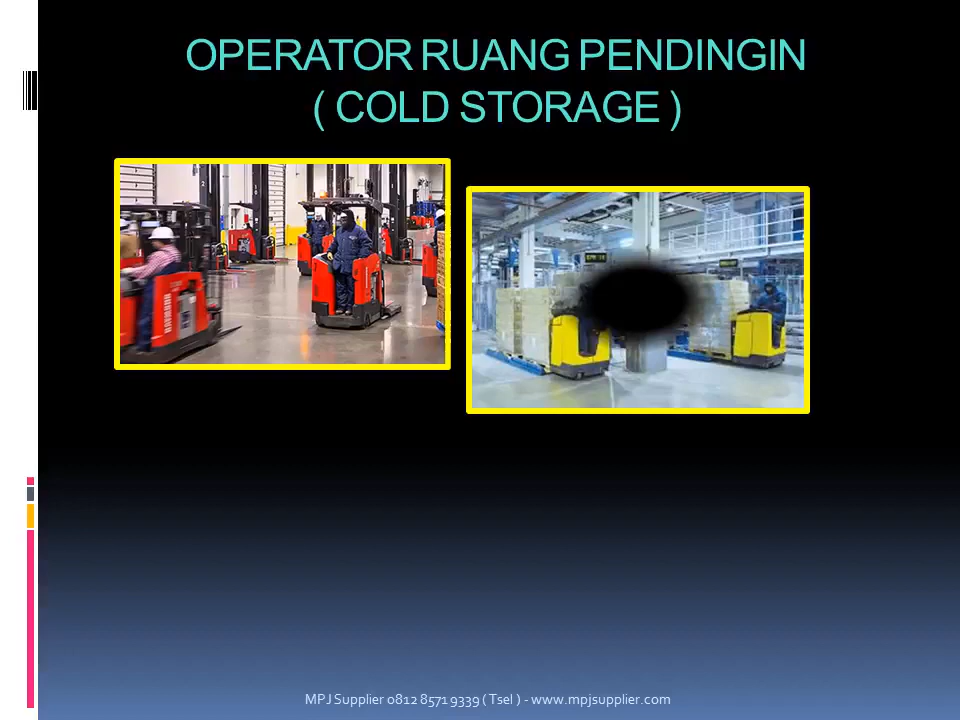 OPERATOR RUANG PENDINGIN
( COLD STORAGE )
MPJ Supplier 0812 8571 9339 ( Tsel ) - www.mpjsupplier.com